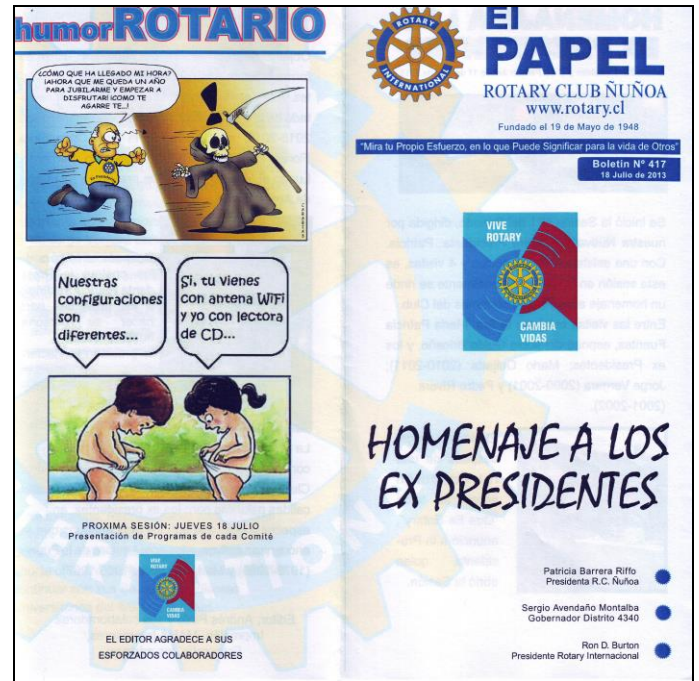 humorROTARIO
¿CÓMO QUE HA LLEGADO MI HORA?
¡AHORA QUE ME QUEDA UN AÑO
PARA JUBILARME Y EMPEZAR A
DISFRUTAR! ¡COMO TE
AGARRE TE...!
Nuestras
configuraciones
son
diferentes...
Si, tu vienes
con antena WiFi
y yo con lectora
de CD...
PROXIMA SESIÓN: JUEVES 18 JULIO
Presentación de Programas de cada Comité
VIVE
ROTARY
CAMBIA
VIDAS
EL EDITOR AGRADECE A SUS
ESFORZADOS COLABORADORES
ROTARY
INTERNATIONAL
El
PAPEL
ROTARY CLUB ÑUÑOA
www.rotary.cl
Fundado el 19 de Mayo de 1948
"Mira tu Propio Esfuerzo, en lo que Puede Significar para la vida de Otros"
Boletin Nº 417
18 Julio de 2013
VIVE
ROTARY
CAMBIA
VIDAS
HOMENAJE A LOS
EX PRESIDENTES
Patricia Barrera Riffo
Presidenta R.C. Ñuñoa
Sergio Avendaño Montalba
Gobernador Distrito 4340
Ron D. Burton
Presidente Rotary Internacional